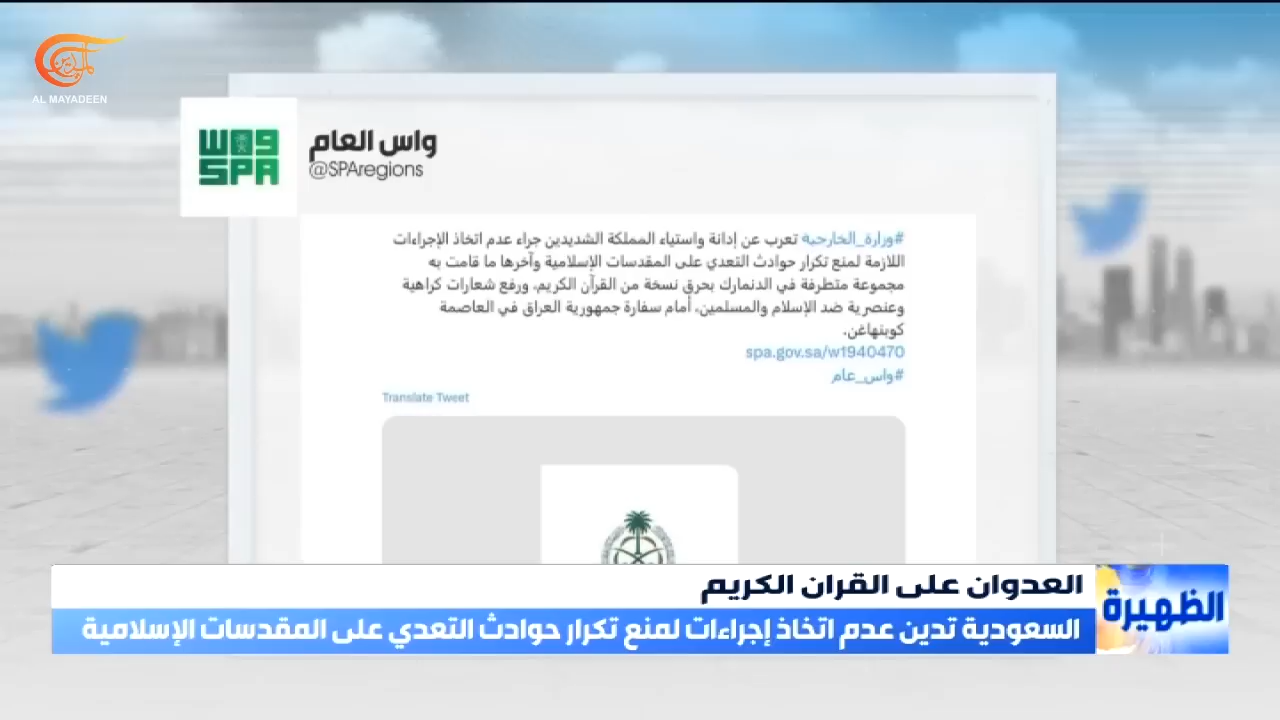 الميادين
AL MAYADEEN
واس
SPA
واس العام
@SPAregions
#وزارة_الخارجية تعرب عن إدانة واستياء المملكة الشديدين جراء عدم اتخاذ الإجراءات
اللازمة لمنع تكرار حوادث التعدي على المقدسات الإسلامية وآخرها ما قامت به
مجموعة متطرفة في الدنمارك بحرق نسخة من القرآن الكريم، ورفع شعارات كراهية
وعنصرية ضد الإسلام والمسلمين، أمام سفارة جمهورية العراق في العاصمة
كوبنهاغن.
spa.gov.sa/w1940470
#واس_عام
Translate Tweet
العدوان على القران الكريم
الظهيرة
السعودية تدين عدم اتخاذ إجراءات لمنع تكرار حوادث التعدي على المقدسات الإسلامية